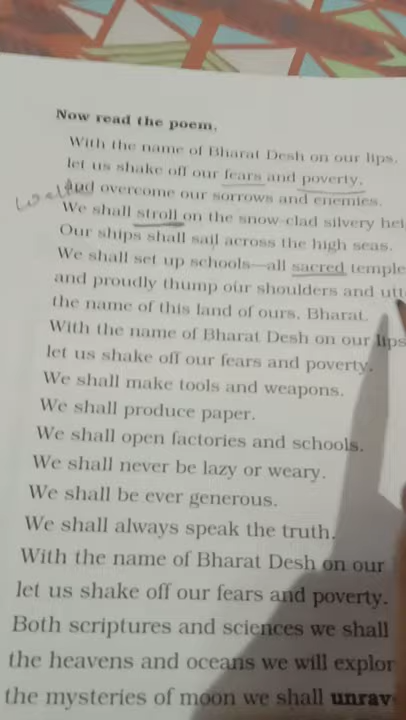 Now read the poem.
With the name of Bharat Desh on our lips,
let us shake off our fears and poverty,
And overcome our sorrows and enemies.
We shall stroll on the snow-clad silvery hei
Our ships shall sail across the high seas.
We shall set up schools—all sacred temple
and proudly thump our shoulders and utt
the name of this land of ours, Bharat.
With the name of Bharat Desh on our lips
let us shake off our fears and poverty.
We shall make tools and weapons.
We shall produce paper.
We shall open factories and schools.
We shall never be lazy or weary.
We shall be ever generous.
We shall always speak the truth.
With the name of Bharat Desh on our
let us shake off our fears and poverty.
Both scriptures and sciences we shall
the heavens and oceans we will explor
the mysteries of moon we shall unrav